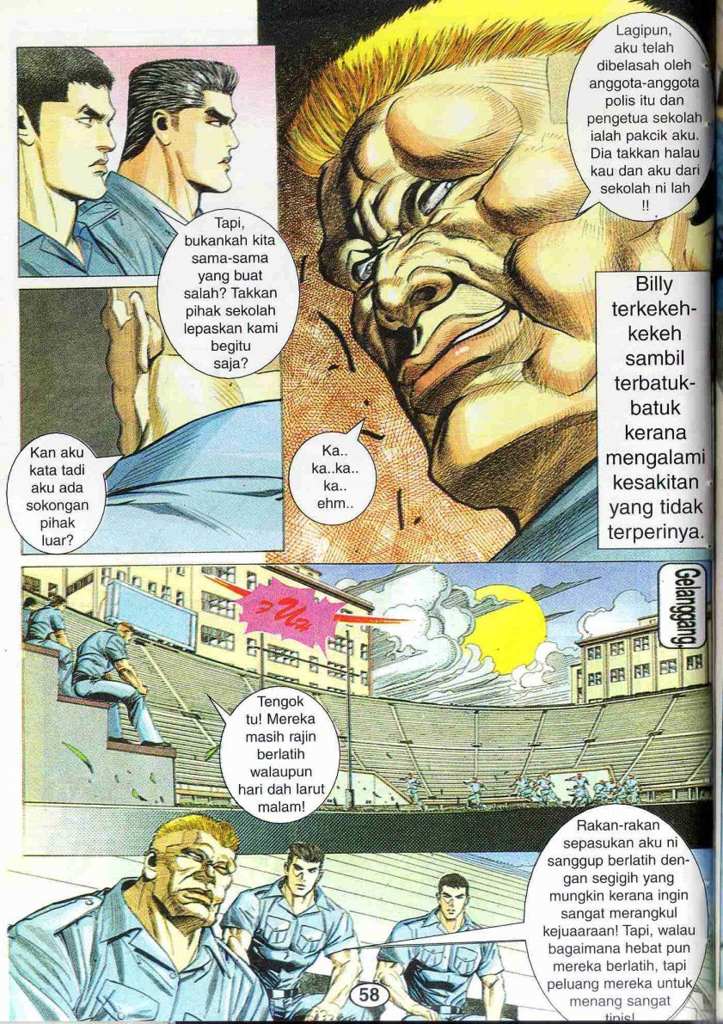 Lagipun,
aku telah
dibelasah oleh
anggota-anggota
polis itu dan
pengetua sekolah
ialah pakcik aku.
Dia takkan halau
kau dan aku dari
sekolah ni lah
!!
Tapi,
bukankah kita
sama-sama
yang buat
salah? Takkan
pihak sekolah
lepaskan kami
begitu
saja?
Kan aku
kata tadi
aku ada
sokongan
pihak
luar?
Ka..
ka..ka..
ka..
ehm..
Billy
terkekeh-
kekeh
sambil
terbatuk-
batuk
kerana
mengalami
kesakitan
yang tidak
terperinya.
Gelanggang.
Tengok
tu! Mereka
masih rajin
berlatih
walaupun
hari dah larut
malam!
Rakan-rakan
sepasukan aku ni
sanggup berlatih den-
gan segigih yang
mungkin kerana ingin
sangat merangkul
kejuaaraan! Tapi, walau
bagaimana hebat pun
mereka berlatih, tapi
peluang mereka untuk
menang sangat
tipis!
58